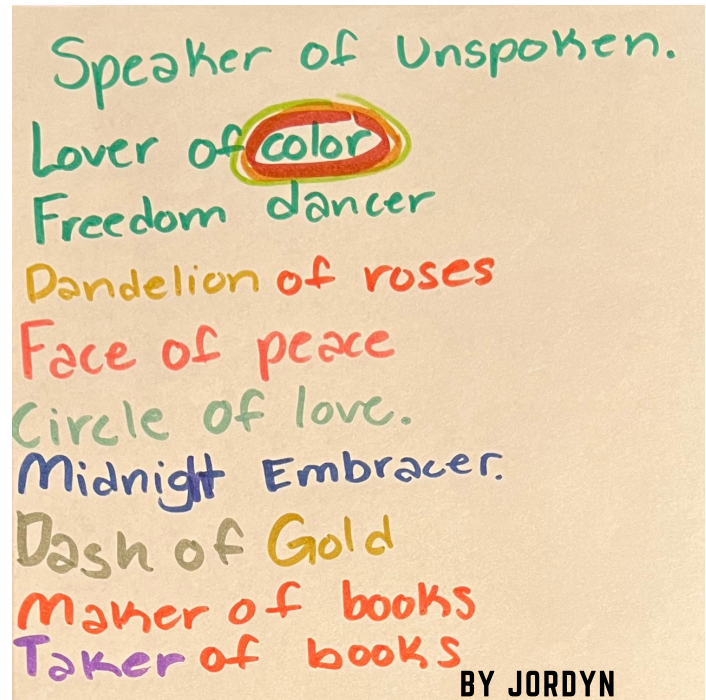 Speaker of Unspoken.
Lover of color
Freedom dancer
Dandelion of roses
Face of peace
Circle of love.
Midnight Embracer.
Dash of Gold
Maker of books
Taker of books
BY JORDYN